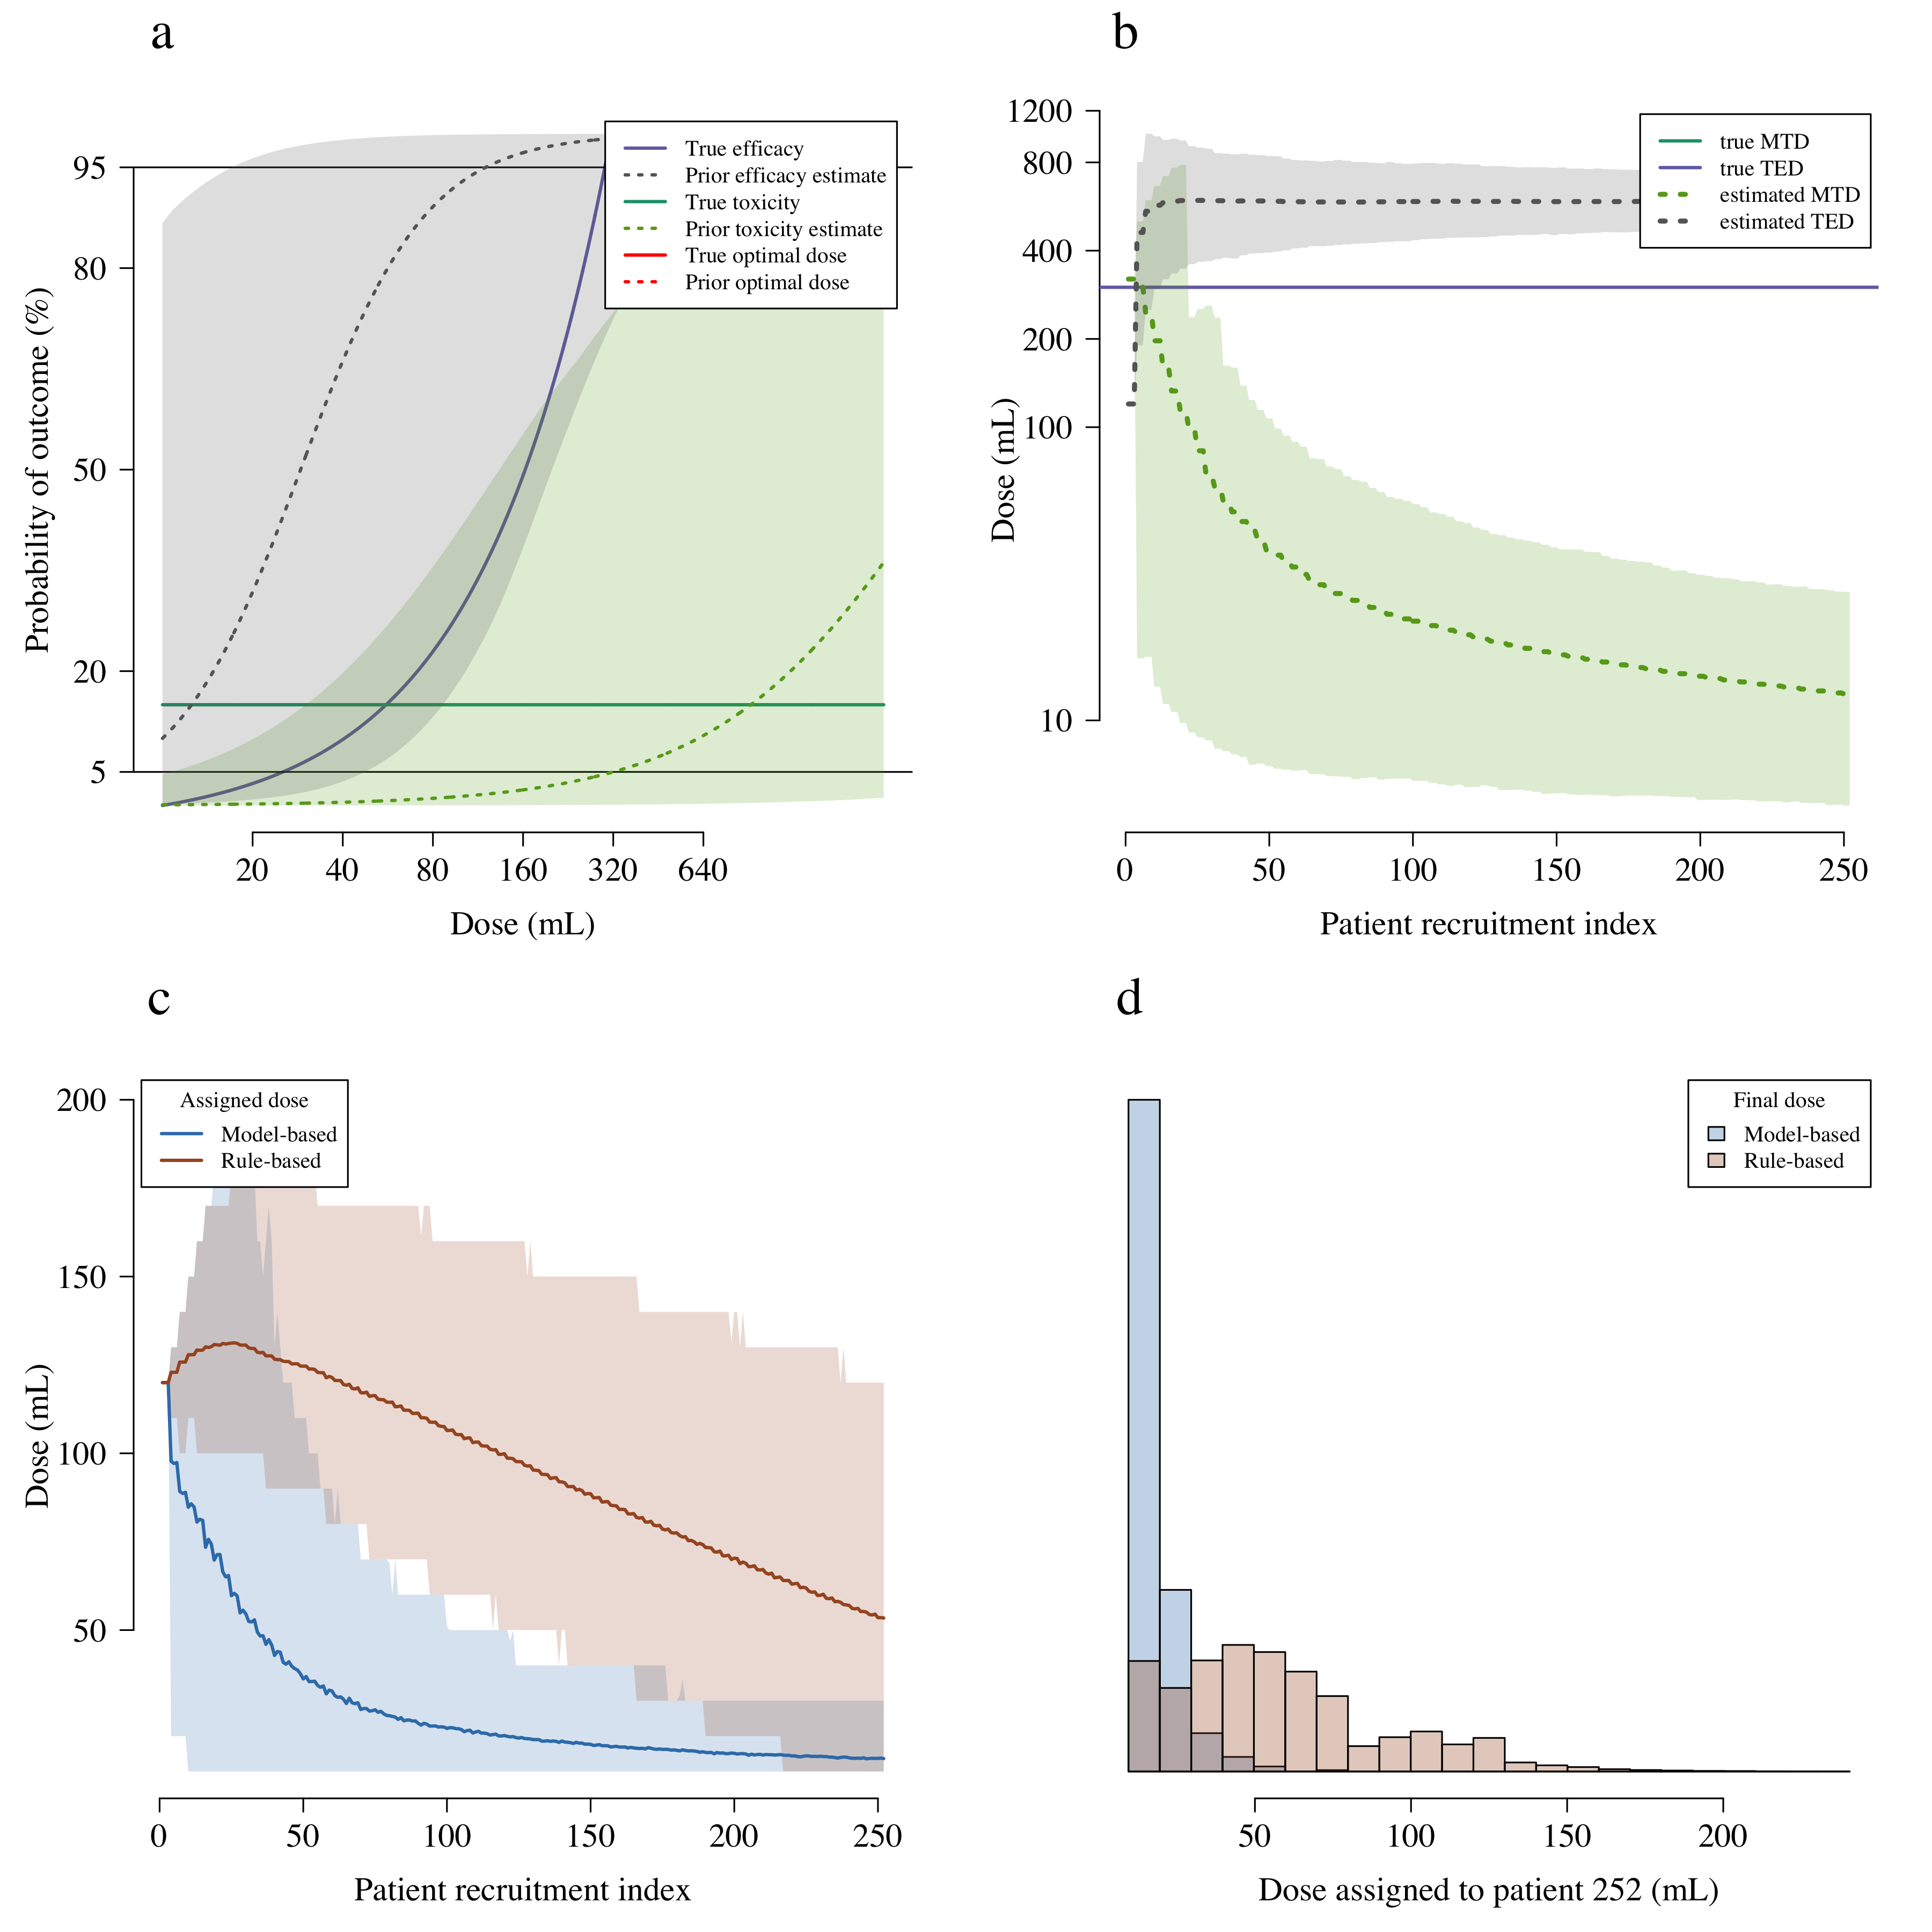 a
Probability of outcome (%)
95
80
50
20
5
True efficacy
Prior efficacy estimate
True toxicity
Prior toxicity estimate
True optimal dose
Prior optimal dose
20 40 80 160 320 640
Dose (mL)
b
Dose (mL)
1200
800
400
200
100
10
true MTD
true TED
estimated MTD
estimated TED
0 50 100 150 200 250
Patient recruitment index
c
Dose (mL)
200
150
100
50
Assigned dose
Model-based
Rule-based
0 50 100 150 200 250
Patient recruitment index
d
Final dose
Model-based
Rule-based
50 100 150 200
Dose assigned to patient 252 (mL)